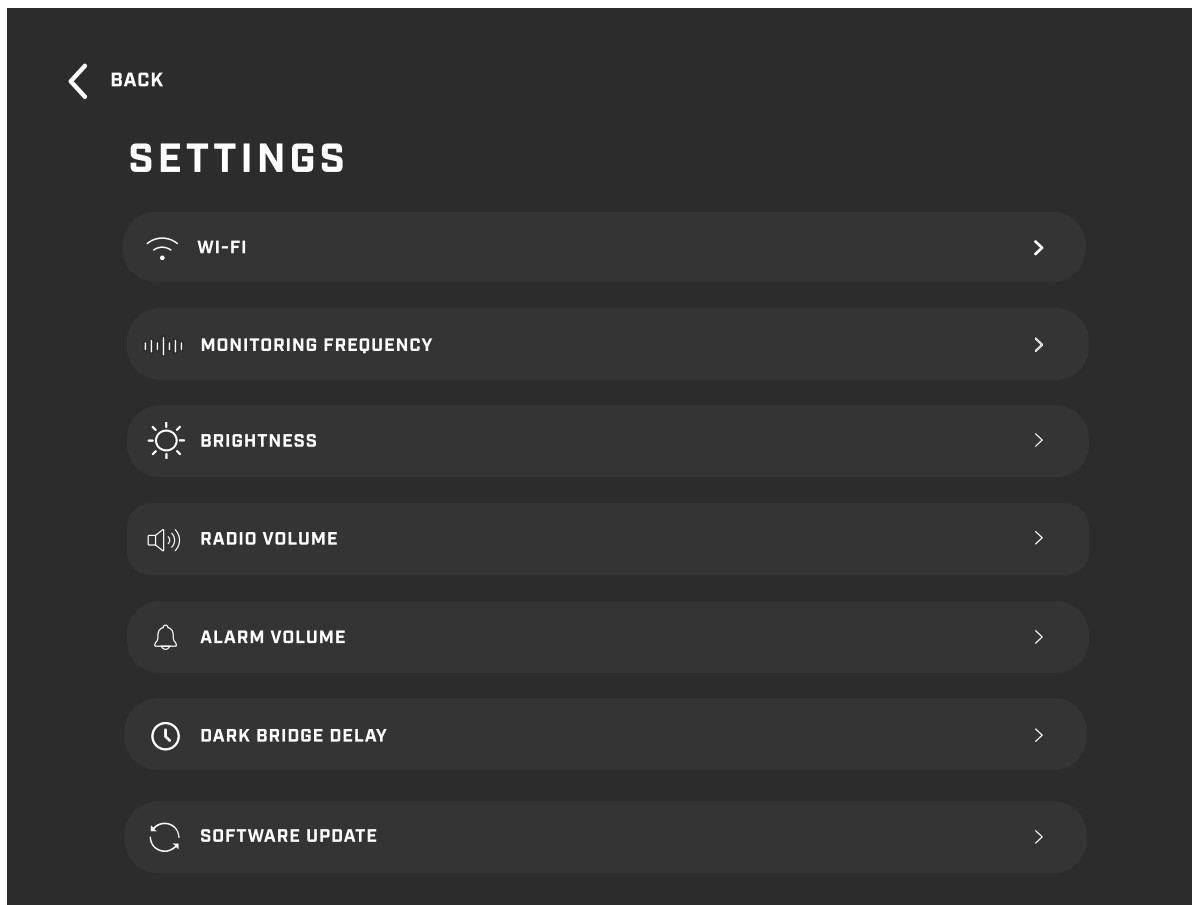 BACK
SETTINGS
WI-FI
MONITORING FREQUENCY
BRIGHTNESS
RADIO VOLUME
ALARM VOLUME
DARK BRIDGE DELAY
SOFTWARE UPDATE